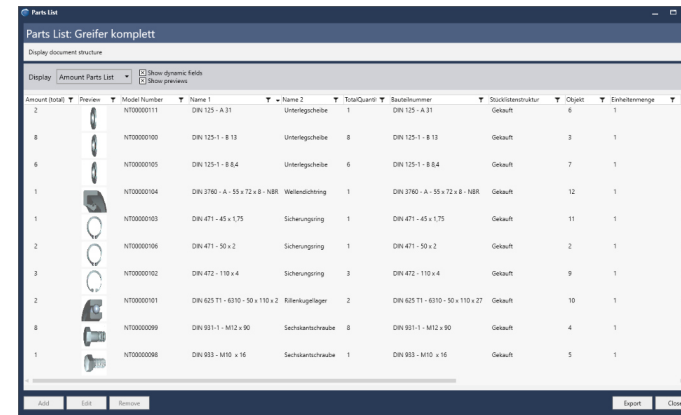 Parts List
Parts List: Greifer komplett
Display document structure
Display Amount Parts List Show dynamic fields
Show previews
Amount (total) Preview Model Number Name 1 Name 2 TotalQuanti Bauteilnummer Stücklistenstruktur Objekt Einheitenmenge
2 NT00000111 DIN 125 - A 31 Unterlegscheibe 1 DIN 125 - A 31 Gekauft 6 1
8 NT00000100 DIN 125-1 - B 13 Unterlegscheibe 8 DIN 125-1 - B 13 Gekauft 3 1
6 NT00000105 DIN 125-1 - B 8,4 Unterlegscheibe 6 DIN 125-1 - B 8,4 Gekauft 7 1
1 NT00000104 DIN 3760 - A - 55 x 72 x 8 - NBR Wellendichtring 1 DIN 3760 - A - 55 x 72 x 8 - NBR Gekauft 12 1
1 NT00000103 DIN 471 - 45 x 1,75 Sicherungsring 1 DIN 471 - 45 x 1,75 Gekauft 11 1
2 NT00000106 DIN 471 - 50 x 2 Sicherungsring 1 DIN 471 - 50 x 2 Gekauft 2 1
3 NT00000102 DIN 472 - 110 x 4 Sicherungsring 3 DIN 472 - 110 x 4 Gekauft 9 1
2 NT00000101 DIN 625 T1 - 6310 - 50 x 110 x 2 Rillenkugellager 2 DIN 625 T1 - 6310 - 50 x 110 x 27 Gekauft 10 1
8 NT00000099 DIN 931-1 - M12 x 90 Sechskantschraube 8 DIN 931-1 - M12 x 90 Gekauft 4 1
1 NT00000098 DIN 933 - M10 x 16 Sechskantschraube 1 DIN 933 - M10 x 16 Gekauft 5 1
Add Edit Remove Export Close